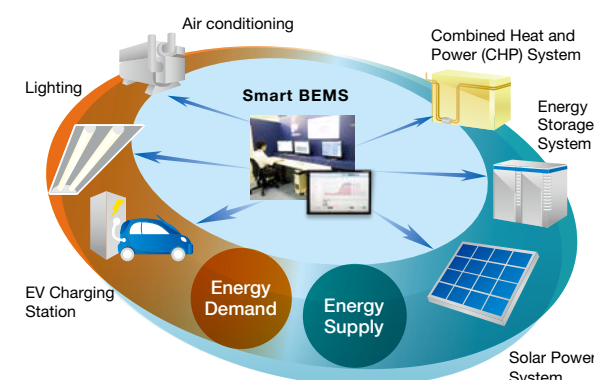 Air conditioning
Combined Heat and
Power (CHP) System
Lighting
Smart BEMS
Energy
Storage
System
EV Charging
Station
Energy
Demand
Energy
Supply
Solar Power
System